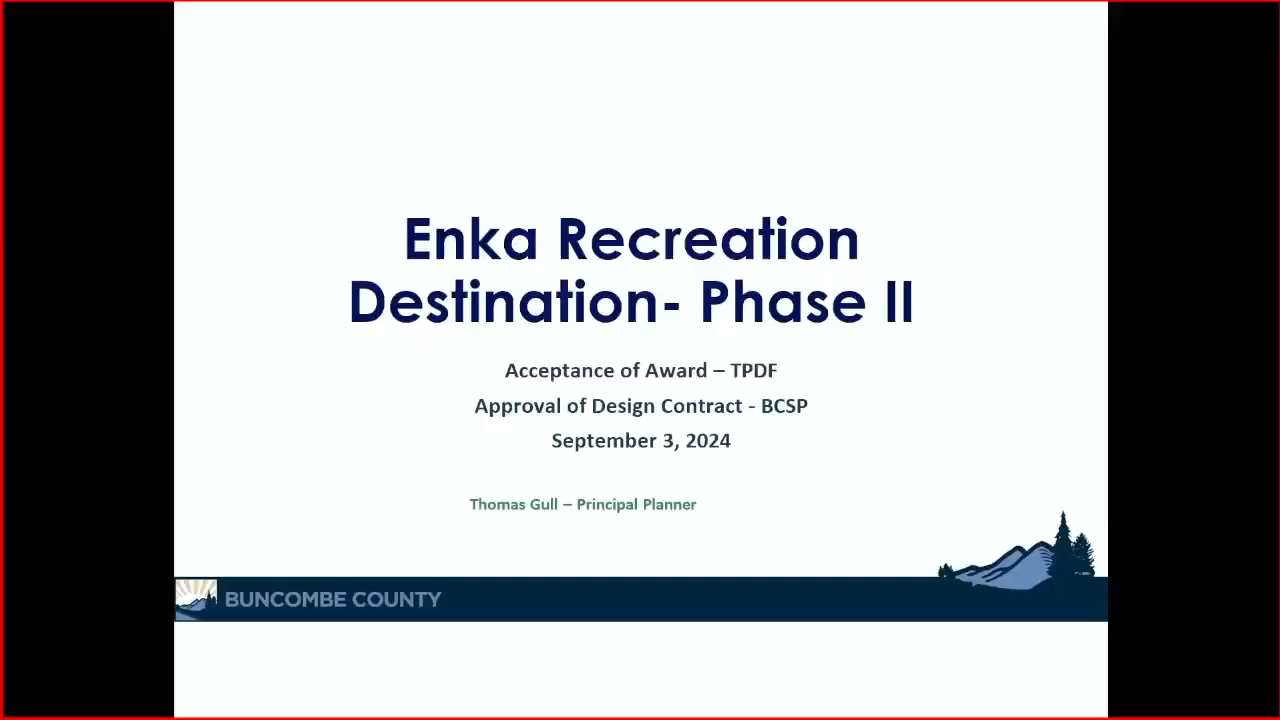 Enka Recreation
Destination- Phase II
Acceptance of Award – TPDF
Approval of Design Contract - BCSP
September 3, 2024
Thomas Gull – Principal Planner
BUNCOMBE COUNTY